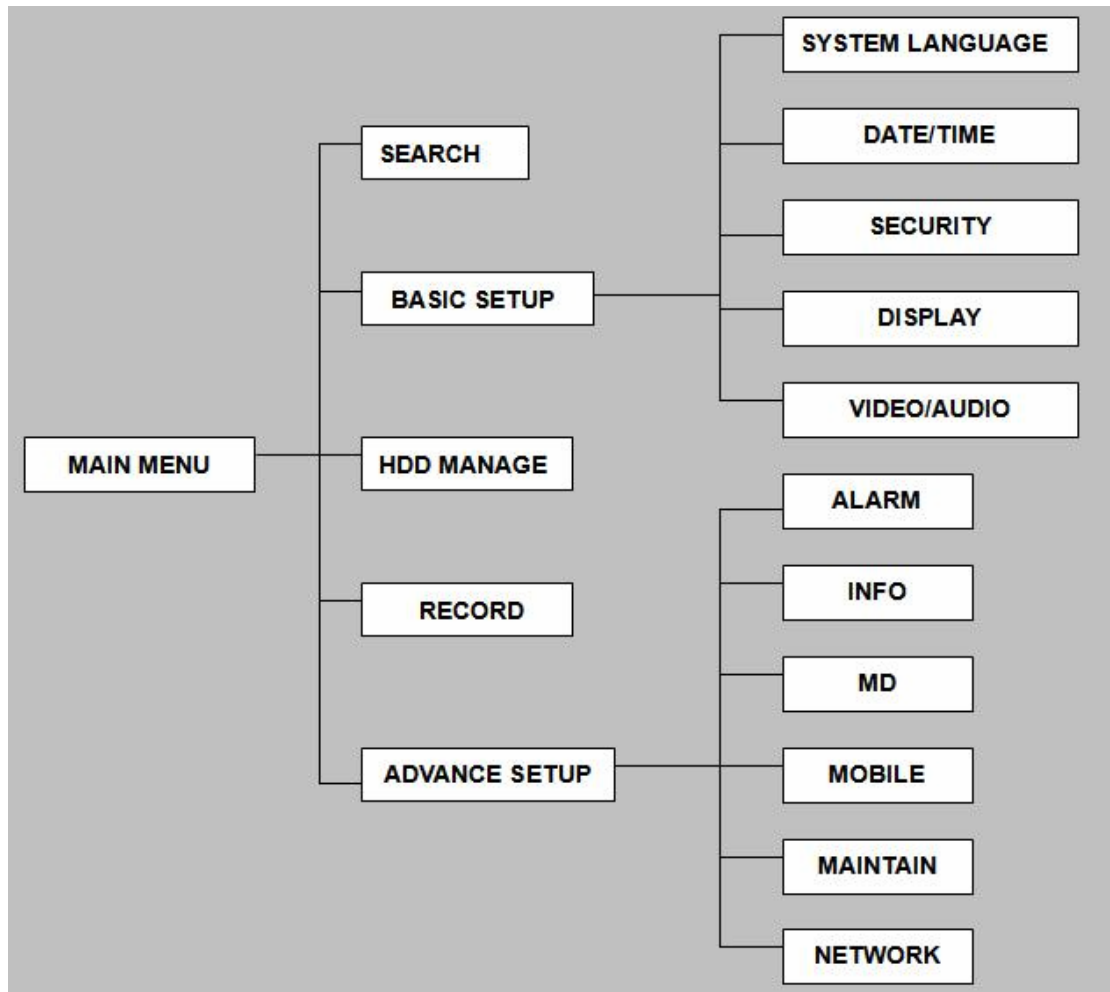 MAIN MENU
SEARCH
BASIC SETUP
HDD MANAGE
RECORD
ADVANCE SETUP
SYSTEM LANGUAGE
DATE/TIME
SECURITY
DISPLAY
VIDEO/AUDIO
ALARM
INFO
MD
MOBILE
MAINTAIN
NETWORK